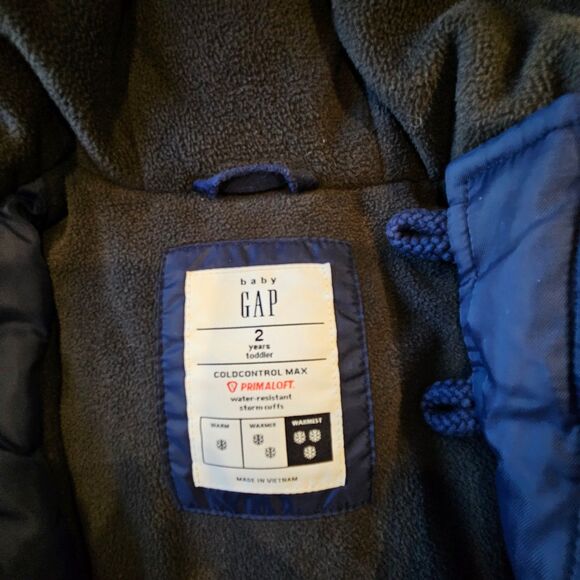 baby
GAP
2
years
toddler
COLDCONTROL MAX
PRIMALOFT
water-resistant
storm cuffs
WARM WARMER WARMEST
MADE IN VIETNAM